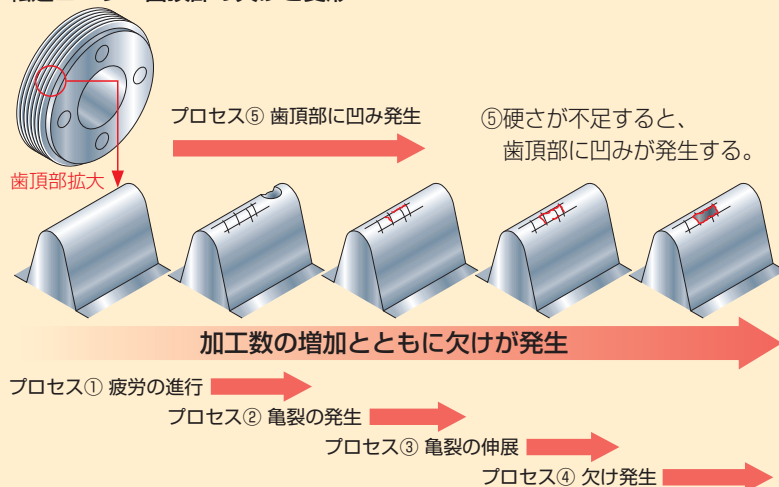 プロセス⑤ 歯頂部に凹み発生
⑤硬さが不足すると、
歯頂部に凹みが発生する。
歯頂部拡大
加工数の増加とともに欠けが発生
プロセス① 疲労の進行
プロセス② 亀裂の発生
プロセス③ 亀裂の伸展
プロセス④ 欠け発生